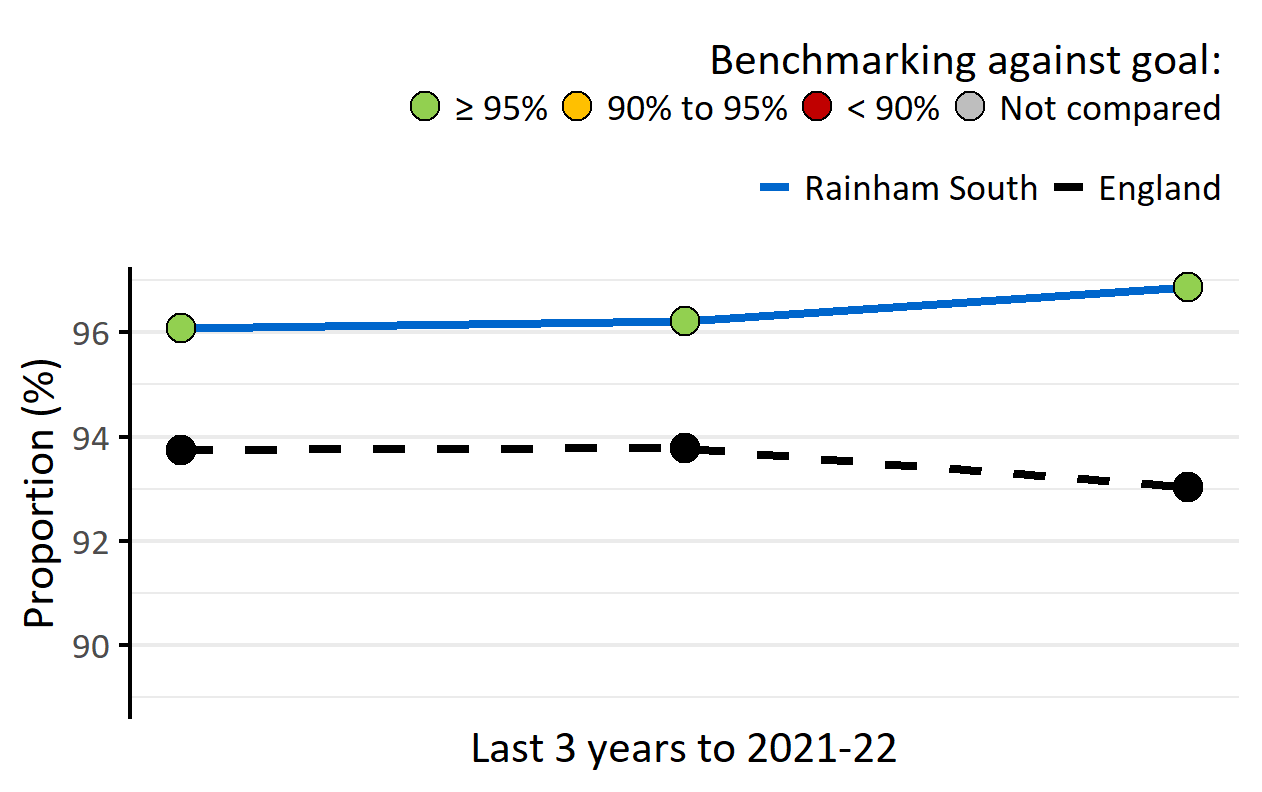 Benchmarking against goal:
≥ 95% 90% to 95% < 90% Not compared
Rainham South England
96
94
92
90
Proportion (%)
Last 3 years to 2021-22